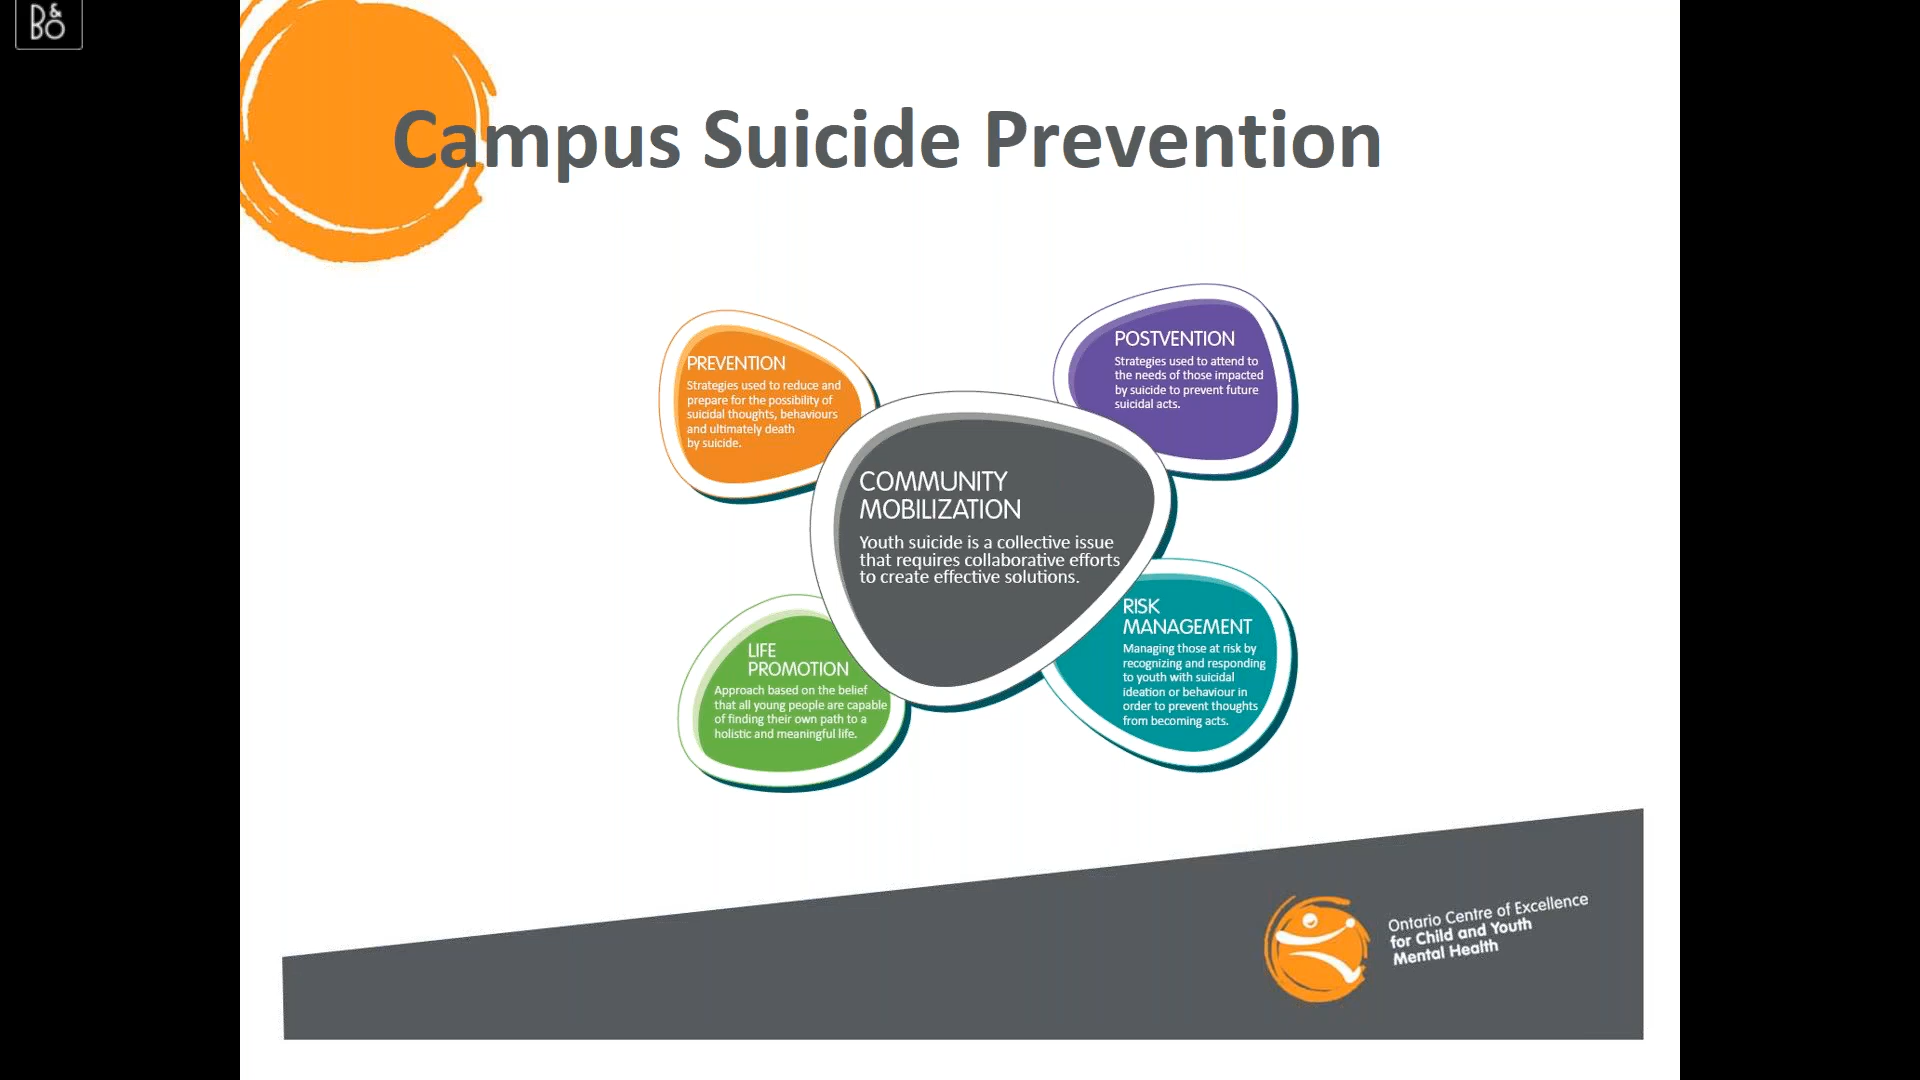 B&O
Campus Suicide Prevention
PREVENTION
Strategies used to reduce and
prepare for the possibility of
suicidal thoughts, behaviours
and ultimately death
by suicide.
POSTVENTION
Strategies used to attend to
the needs of those impacted
by suicide to prevent future
suicidal acts.
COMMUNITY
MOBILIZATION
Youth suicide is a collective issue
that requires collaborative efforts
to create effective solutions.
LIFE
PROMOTION
Approach based on the belief
that all young people are capable
of finding their own path to a
holistic and meaningful life.
RISK
MANAGEMENT
Managing those at risk by
recognizing and responding
to youth with suicidal
ideation or behaviour in
order to prevent thoughts
from becoming acts.
Ontario Centre of Excellence
for Child and Youth
Mental Health